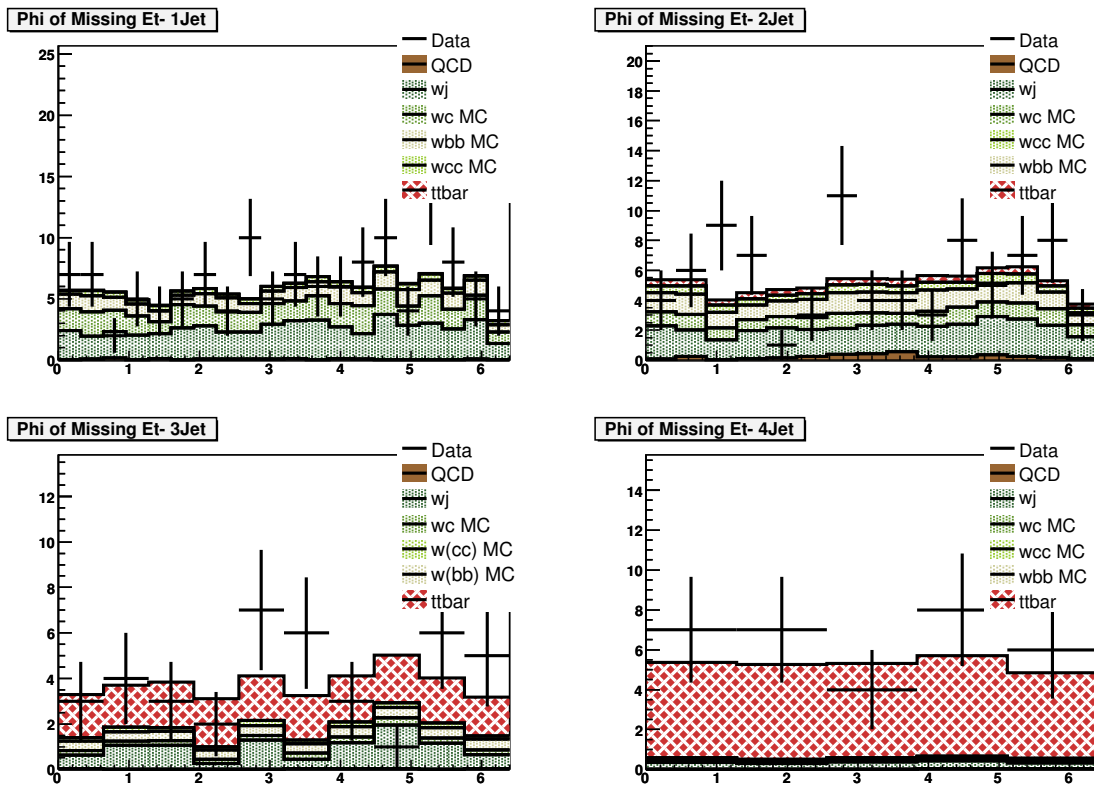 Phi of Missing Et- 1Jet
Data
QCD
wj
wc MC
wbb MC
wcc MC
ttbar
25
20
15
10
5
0
0 1 2 3 4 5 6
Phi of Missing Et- 2Jet
Data
QCD
wj
wc MC
wcc MC
wbb MC
ttbar
20
18
16
14
12
10
8
6
4
2
0
0 1 2 3 4 5 6
Phi of Missing Et- 3Jet
Data
QCD
wj
wc MC
w(cc) MC
w(bb) MC
ttbar
12
10
8
6
4
2
0
0 1 2 3 4 5 6
Phi of Missing Et- 4Jet
Data
QCD
wj
wc MC
wcc MC
wbb MC
ttbar
14
12
10
8
6
4
2
0
0 1 2 3 4 5 6